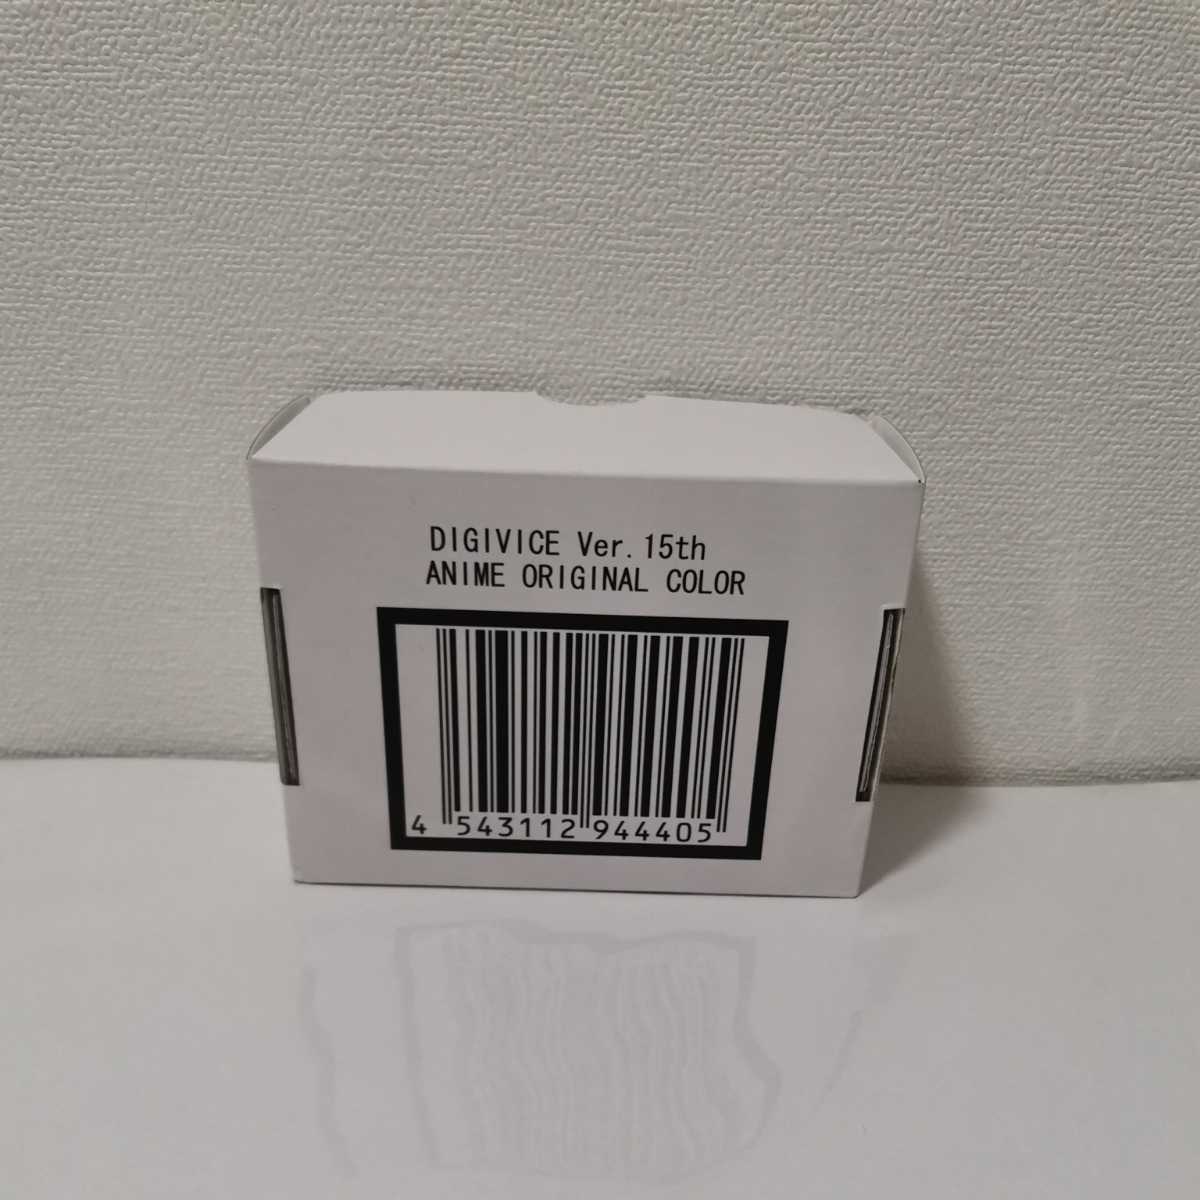 DIGIVICE Ver.15th
ANIME ORIGINAL COLOR
4 543112 944405